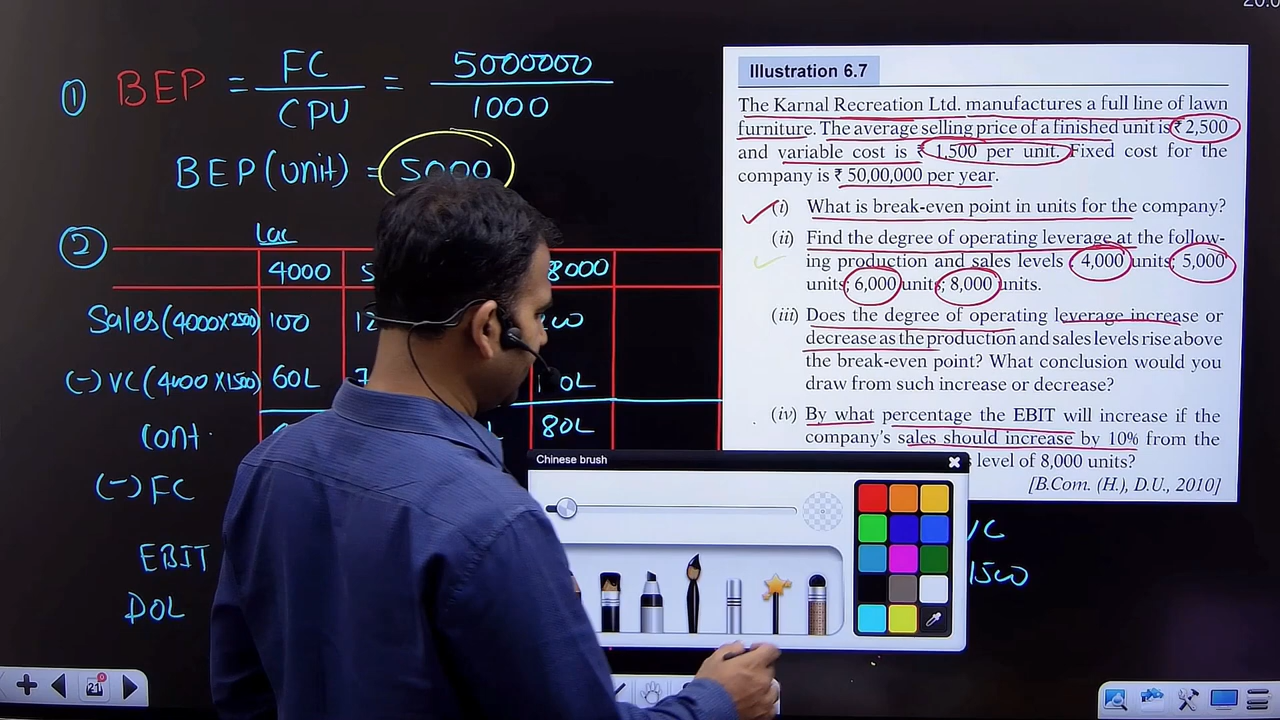 ① BEP = FC / CPU = 5000000 / 1000
BEP (unit) = 5000
② Lac
4000 8000
Sales (4000×2500) 100
(-) VC (4000×1500) 60L
Cont. 80L
(-) FC
EBIT
DOL
Illustration 6.7
The Karnal Recreation Ltd. manufactures a full line of lawn
furniture. The average selling price of a finished unit is ₹ 2,500
and variable cost is ₹ 1,500 per unit. Fixed cost for the
company is ₹ 50,00,000 per year.
(i) What is break-even point in units for the company?
(ii) Find the degree of operating leverage at the follow-
ing production and sales levels 4,000 units; 5,000
units; 6,000 units; 8,000 units.
(iii) Does the degree of operating leverage increase or
decrease as the production and sales levels rise above
the break-even point? What conclusion would you
draw from such increase or decrease?
(iv) By what percentage the EBIT will increase if the
company's sales should increase by 10% from the
level of 8,000 units?
[B.Com. (H.), D.U., 2010]
Chinese brush
1500
21